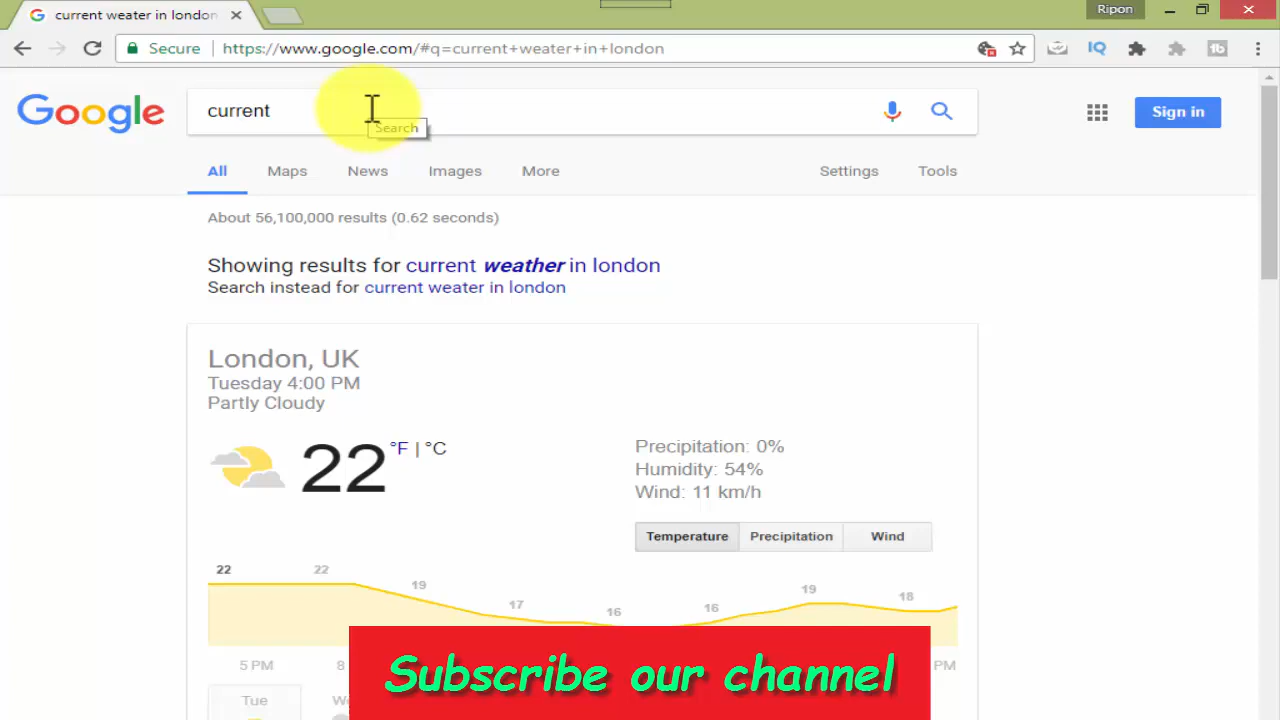 current weater in london
Ripon
Secure
https://www.google.com/#q=current+weater+in+london
IQ
Google
current
Search
Sign in
All
Maps
News
Images
More
Settings
Tools
About 56,100,000 results (0.62 seconds)
Showing results for current weather in london
Search instead for current weater in london
London, UK
Tuesday 4:00 PM
Partly Cloudy
22 °F | °C
Precipitation: 0%
Humidity: 54%
Wind: 11 km/h
Temperature
Precipitation
Wind
22 22 19 17 16 16 19 18
5 PM 8 PM
Tue
Subscribe our channel